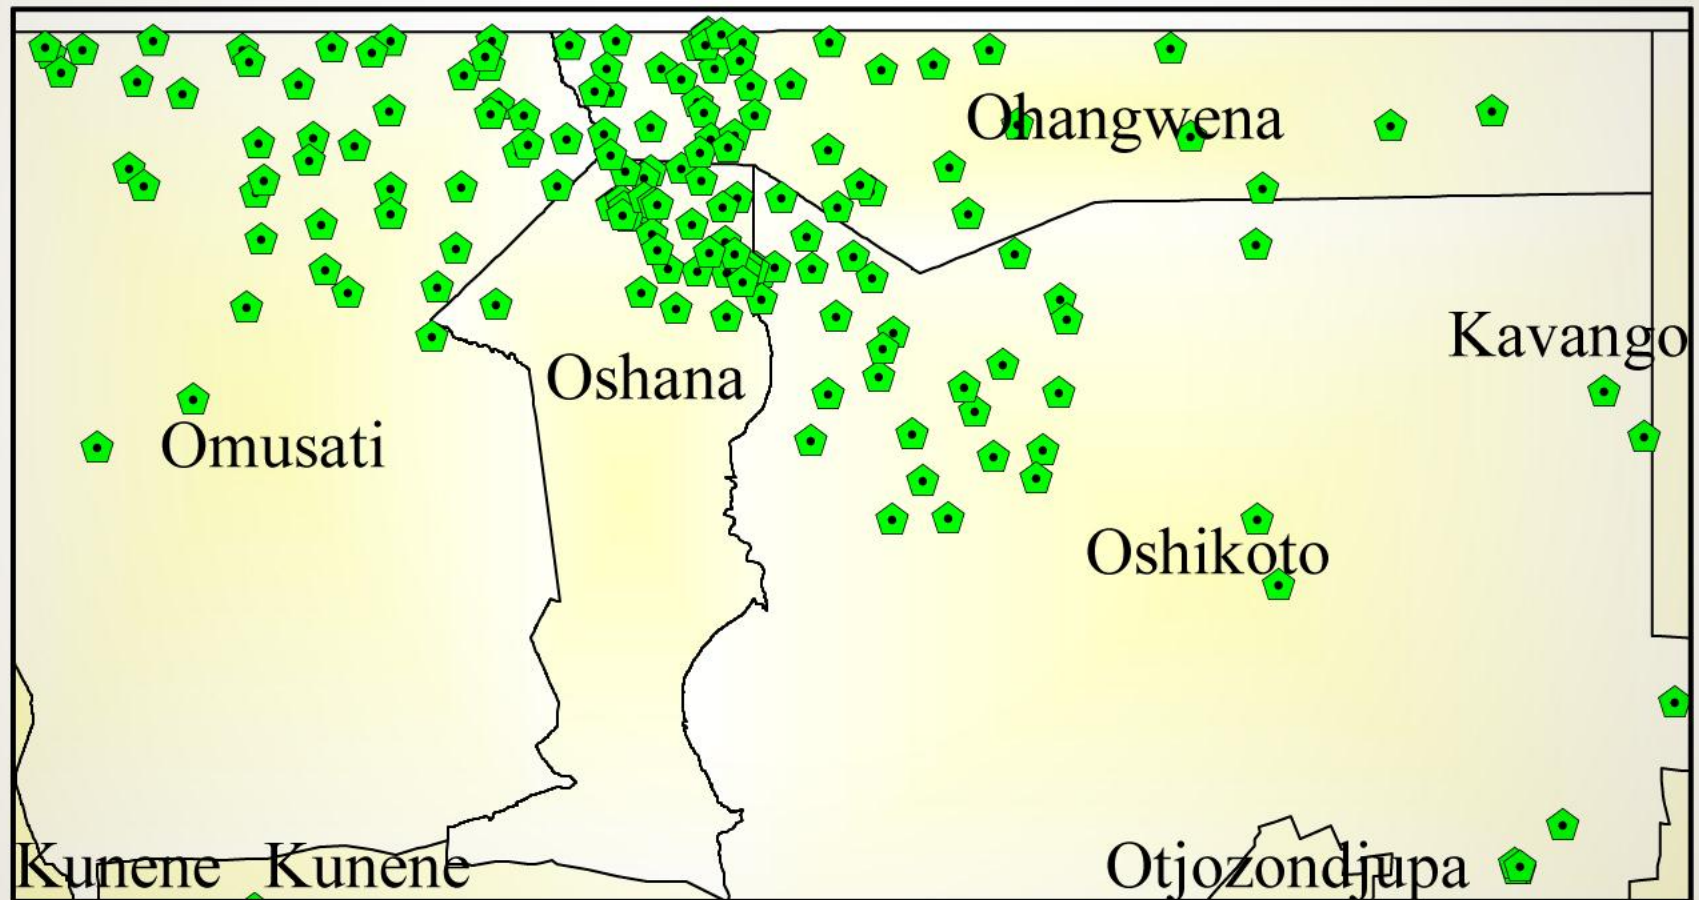 Ohangwena
Kavango
Oshana
Omusati
Oshikoto
Kunene
Kunene
Otjozondjupa